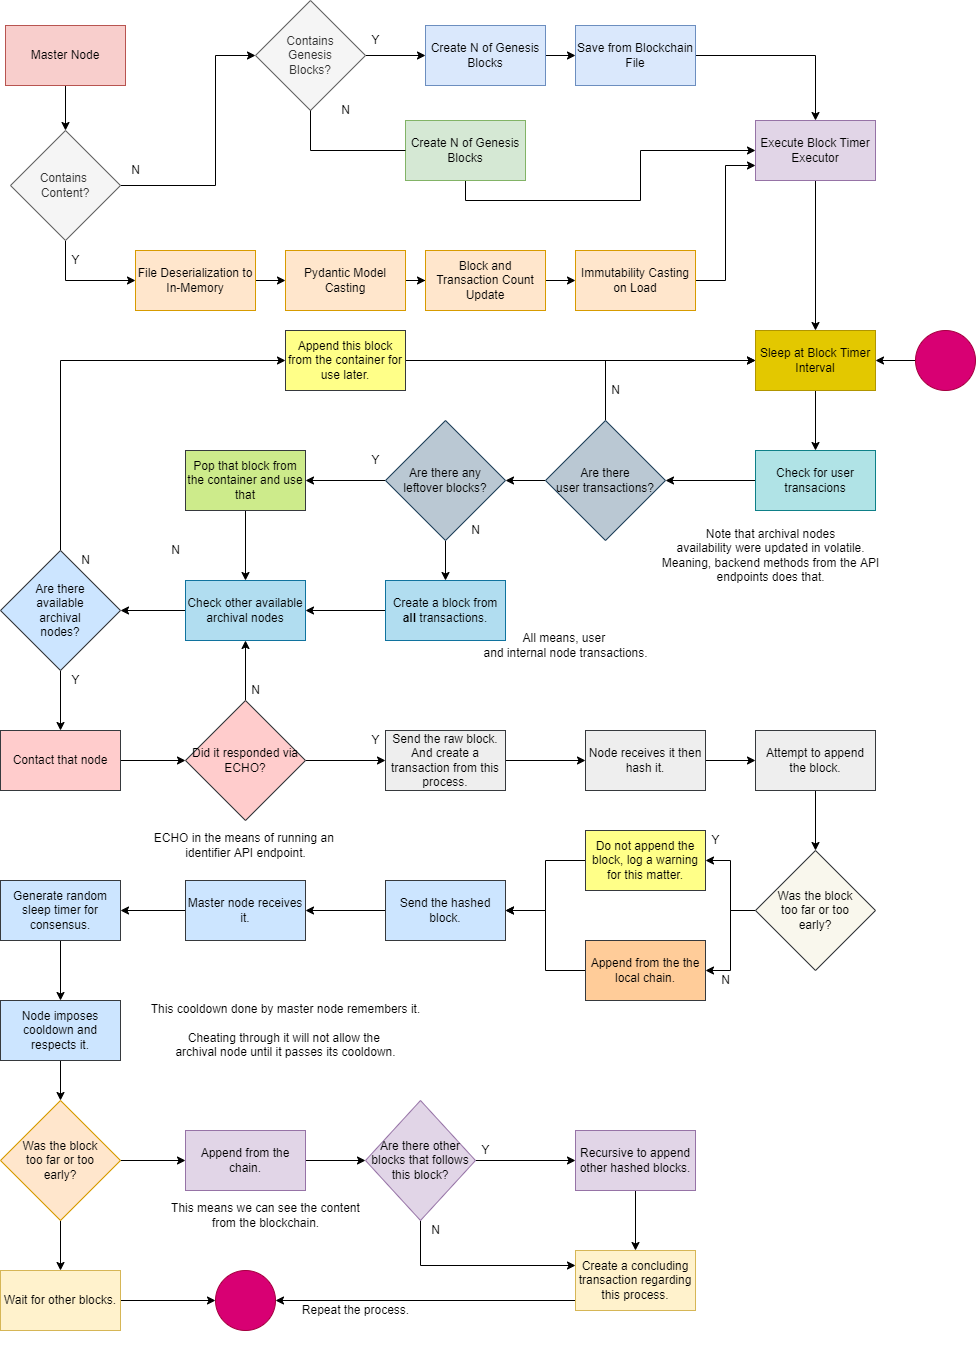 Master Node
Contains
Genesis
Blocks?
Y
Create N of Genesis
Blocks
Save from Blockchain
File
N
Create N of Genesis
Blocks
Execute Block Timer
Executor
Contains
Content?
N
Y
File Deserialization to
In-Memory
Pydantic Model
Casting
Block and
Transaction Count
Update
Immutability Casting
on Load
Append this block
from the container for
use later.
Sleep at Block Timer
Interval
N
Pop that block from
the container and use
that
Y
Are there any
leftover blocks?
Are there
user transactions?
Check for user
transacions
N
Note that archival nodes
availability were updated in volatile.
Meaning, backend methods from the API
endpoints does that.
N
N
Are there
available
archival
nodes?
Check other available
archival nodes
Create a block from
all transactions.
All means, user
and internal node transactions.
Y
N
Contact that node
Did it responded via
ECHO?
Y
Send the raw block.
And create a
transaction from this
process.
Node receives it then
hash it.
Attempt to append
the block.
ECHO in the means of running an
identifier API endpoint.
Do not append the
block, log a warning
for this matter.
Y
Was the block
too far or too
early?
Generate random
sleep timer for
consensus.
Master node receives
it.
Send the hashed
block.
Append from the the
local chain.
N
Node imposes
cooldown and
respects it.
This cooldown done by master node remembers it.
Cheating through it will not allow the
archival node until it passes its cooldown.
Was the block
too far or too
early?
Append from the
chain.
Are there other
blocks that follows
this block?
Y
Recursive to append
other hashed blocks.
This means we can see the content
from the blockchain.
N
Wait for other blocks.
Create a concluding
transaction regarding
this process.
Repeat the process.